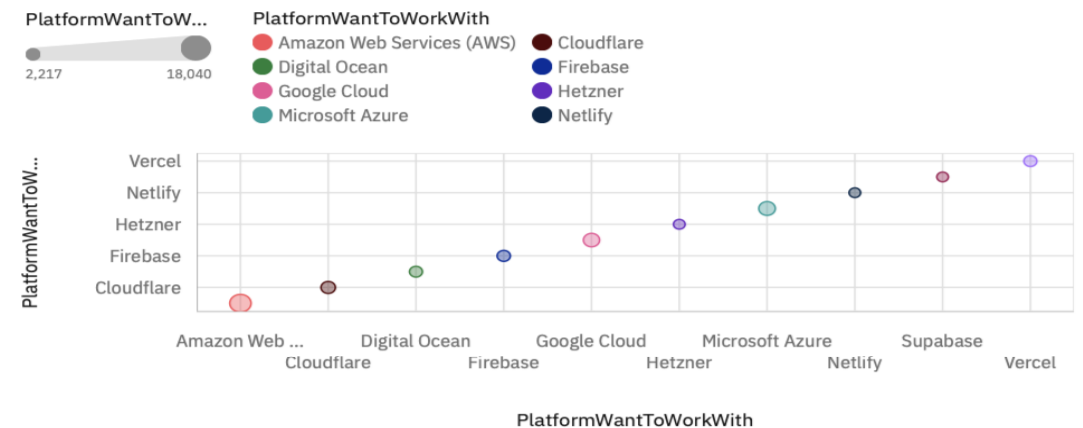 PlatformWantToW...
2,217 18,040
PlatformWantToWorkWith
Amazon Web Services (AWS) Cloudflare
Digital Ocean Firebase
Google Cloud Hetzner
Microsoft Azure Netlify
PlatformWantToW...
Vercel
Netlify
Hetzner
Firebase
Cloudflare
Amazon Web ... Digital Ocean Google Cloud Microsoft Azure Supabase
Cloudflare Firebase Hetzner Netlify Vercel
PlatformWantToWorkWith